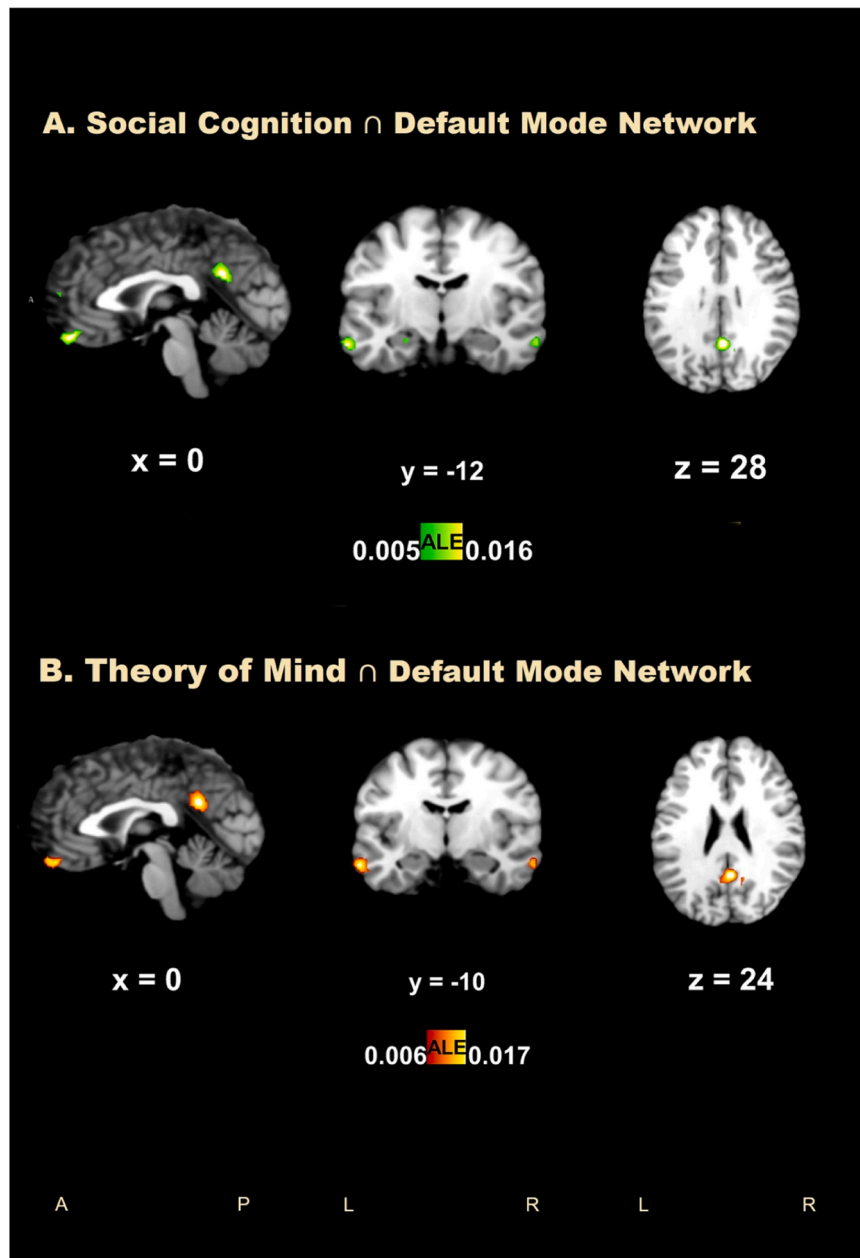 A. Social Cognition ∩ Default Mode Network
A
x = 0 y = -12 z = 28
0.005 ALE 0.016
B. Theory of Mind ∩ Default Mode Network
x = 0 y = -10 z = 24
0.006 ALE 0.017
A P L R L R